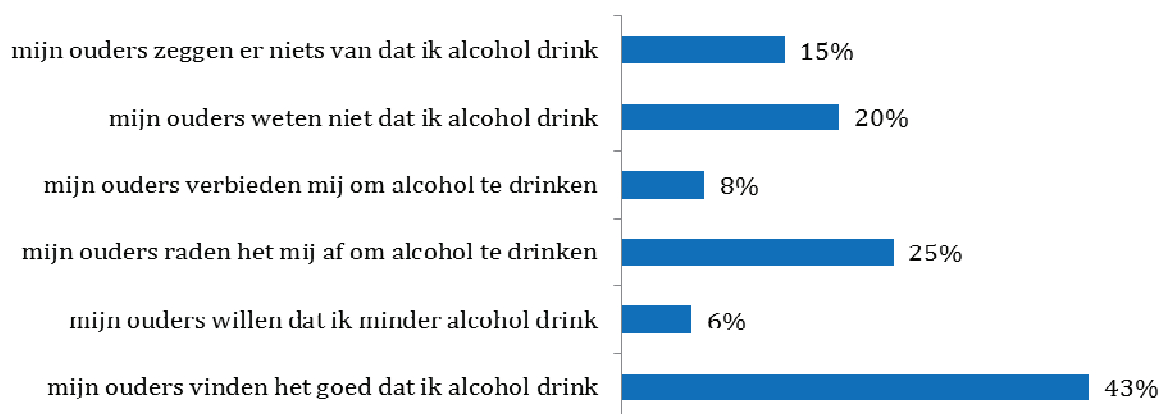 mijn ouders zeggen er niets van dat ik alcohol drink 15%
mijn ouders weten niet dat ik alcohol drink 20%
mijn ouders verbieden mij om alcohol te drinken 8%
mijn ouders raden het mij af om alcohol te drinken 25%
mijn ouders willen dat ik minder alcohol drink 6%
mijn ouders vinden het goed dat ik alcohol drink 43%